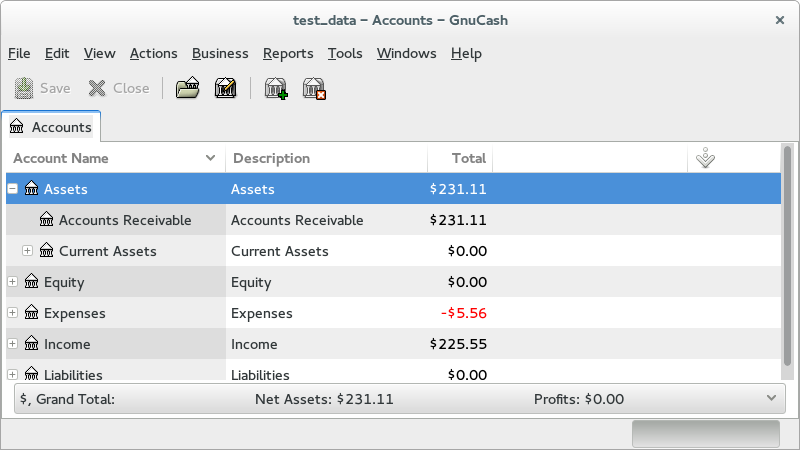 test_data – Accounts – GnuCash
File Edit View Actions Business Reports Tools Windows Help
Save Close
Accounts
Account Name Description Total
Assets Assets $231.11
Accounts Receivable Accounts Receivable $231.11
Current Assets Current Assets $0.00
Equity Equity $0.00
Expenses Expenses -$5.56
Income Income $225.55
Liabilities Liabilities $0.00
$, Grand Total: Net Assets: $231.11 Profits: $0.00